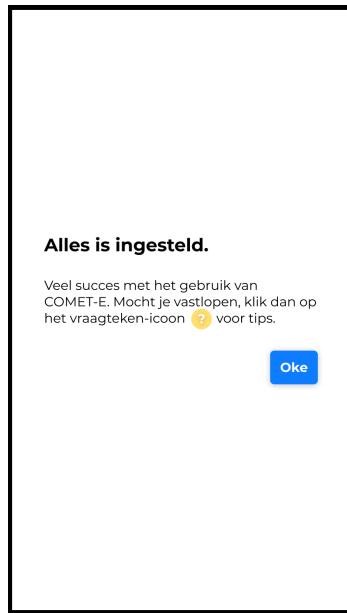 Alles is ingesteld.
Veel succes met het gebruik van
COMET-E. Mocht je vastlopen, klik dan op
het vraagteken-icoon ? voor tips.
Oke